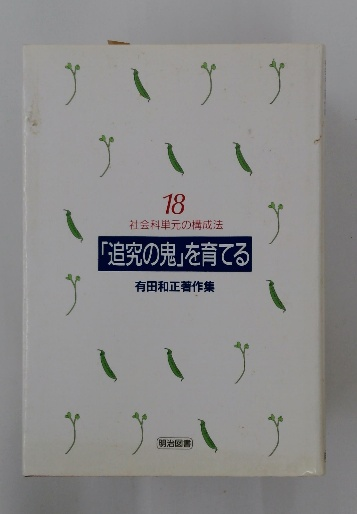 18
社会科単元の構成法
「追究の鬼」を育てる
有田和正著作集
明治図書